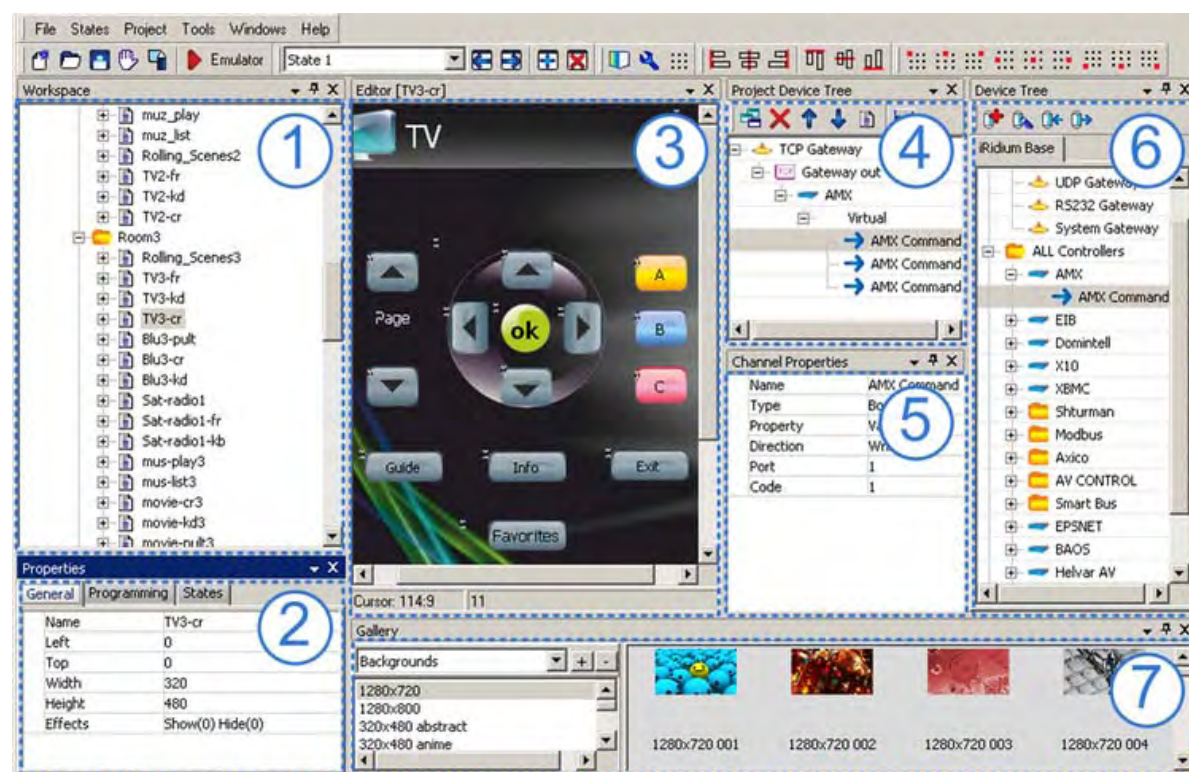 File States Project Tools Windows Help
Emulator State 1
Workspace
muz_play
muz_list
Rolling_Scenes2
TV2-fr
TV2-kd
TV2-cr
Room3
Rolling_Scenes3
TV3-fr
TV3-kd
TV3-cr
Blu3-pult
Blu3-cr
Blu3-kd
Sat-radio1
Sat-radio1-fr
Sat-radio1-kb
mus-play3
mus-list3
movie-cr3
movie-kd3
movie-pult3
1
Properties
General Programming States
Name TV3-cr
Left 0
Top 0
Width 320
Height 480
Effects Show(0) Hide(0)
2
Editor [TV3-cr]
TV
3
A
Page ok B
C
Guide Info Exit
Favorites
Cursor: 114:9 11
Project Device Tree
4
TCP Gateway
Gateway out
AMX
Virtual
AMX Command
AMX Command
AMX Command
Channel Properties
Name AMX Command
Type
Property
Direction
Port 1
Code 1
5
Device Tree
iRidium Base
6
UDP Gateway
RS232 Gateway
System Gateway
ALL Controllers
AMX
AMX Command
EIB
Domintell
X10
XBMC
Shturman
Modbus
Axico
AV CONTROL
Smart Bus
EPSNET
BAOS
Helvar AV
Gallery
Backgrounds + -
1280x720
1280x800
320x480 abstract
320x480 anime
1280x720 001 1280x720 002 1280x720 003 1280x720 004
7